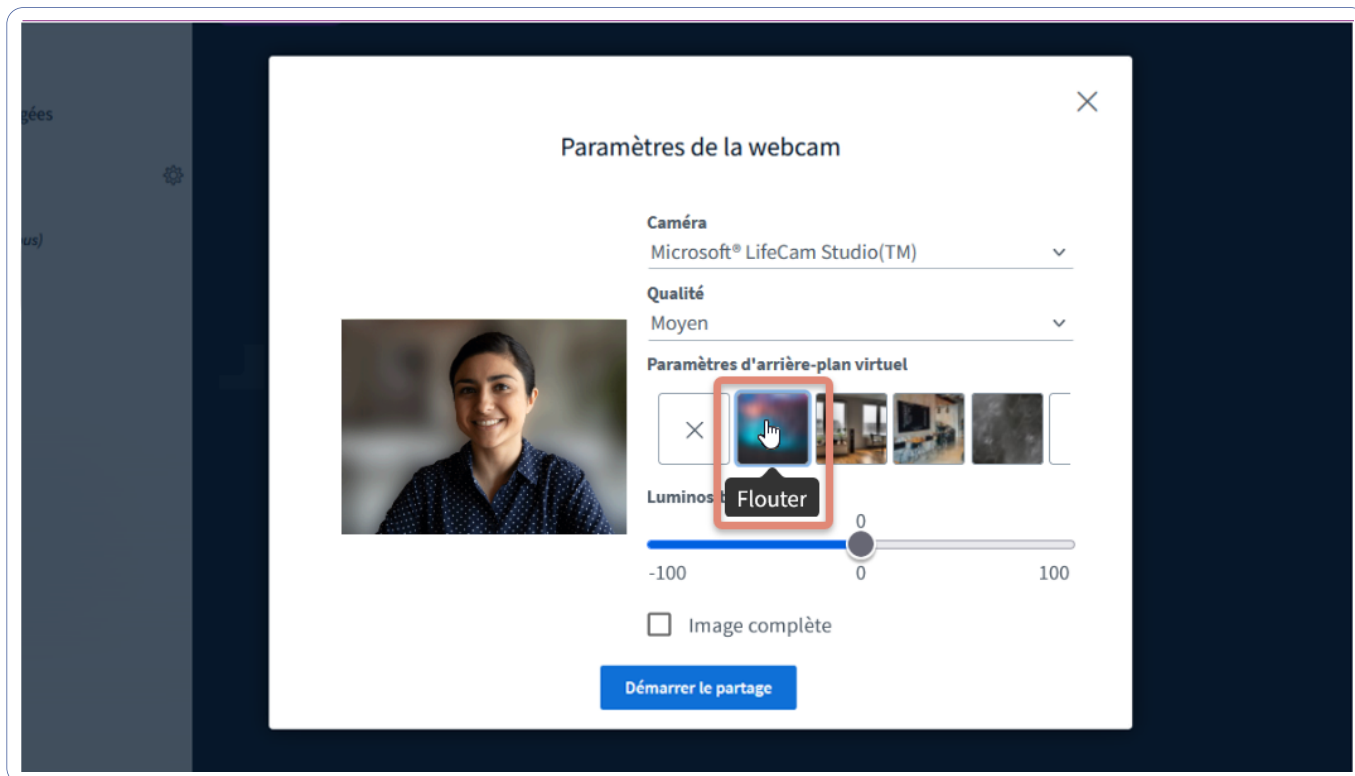 gées
Paramètres de la webcam
us)
Caméra
Microsoft® LifeCam Studio(TM)
Qualité
Moyen
Paramètres d'arrière-plan virtuel
Luminos
Flouter
0
-100 0 100
Image complète
Démarrer le partage